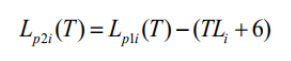 L_{p2i}(T) = L_{p1i}(T) − (TL_i + 6)